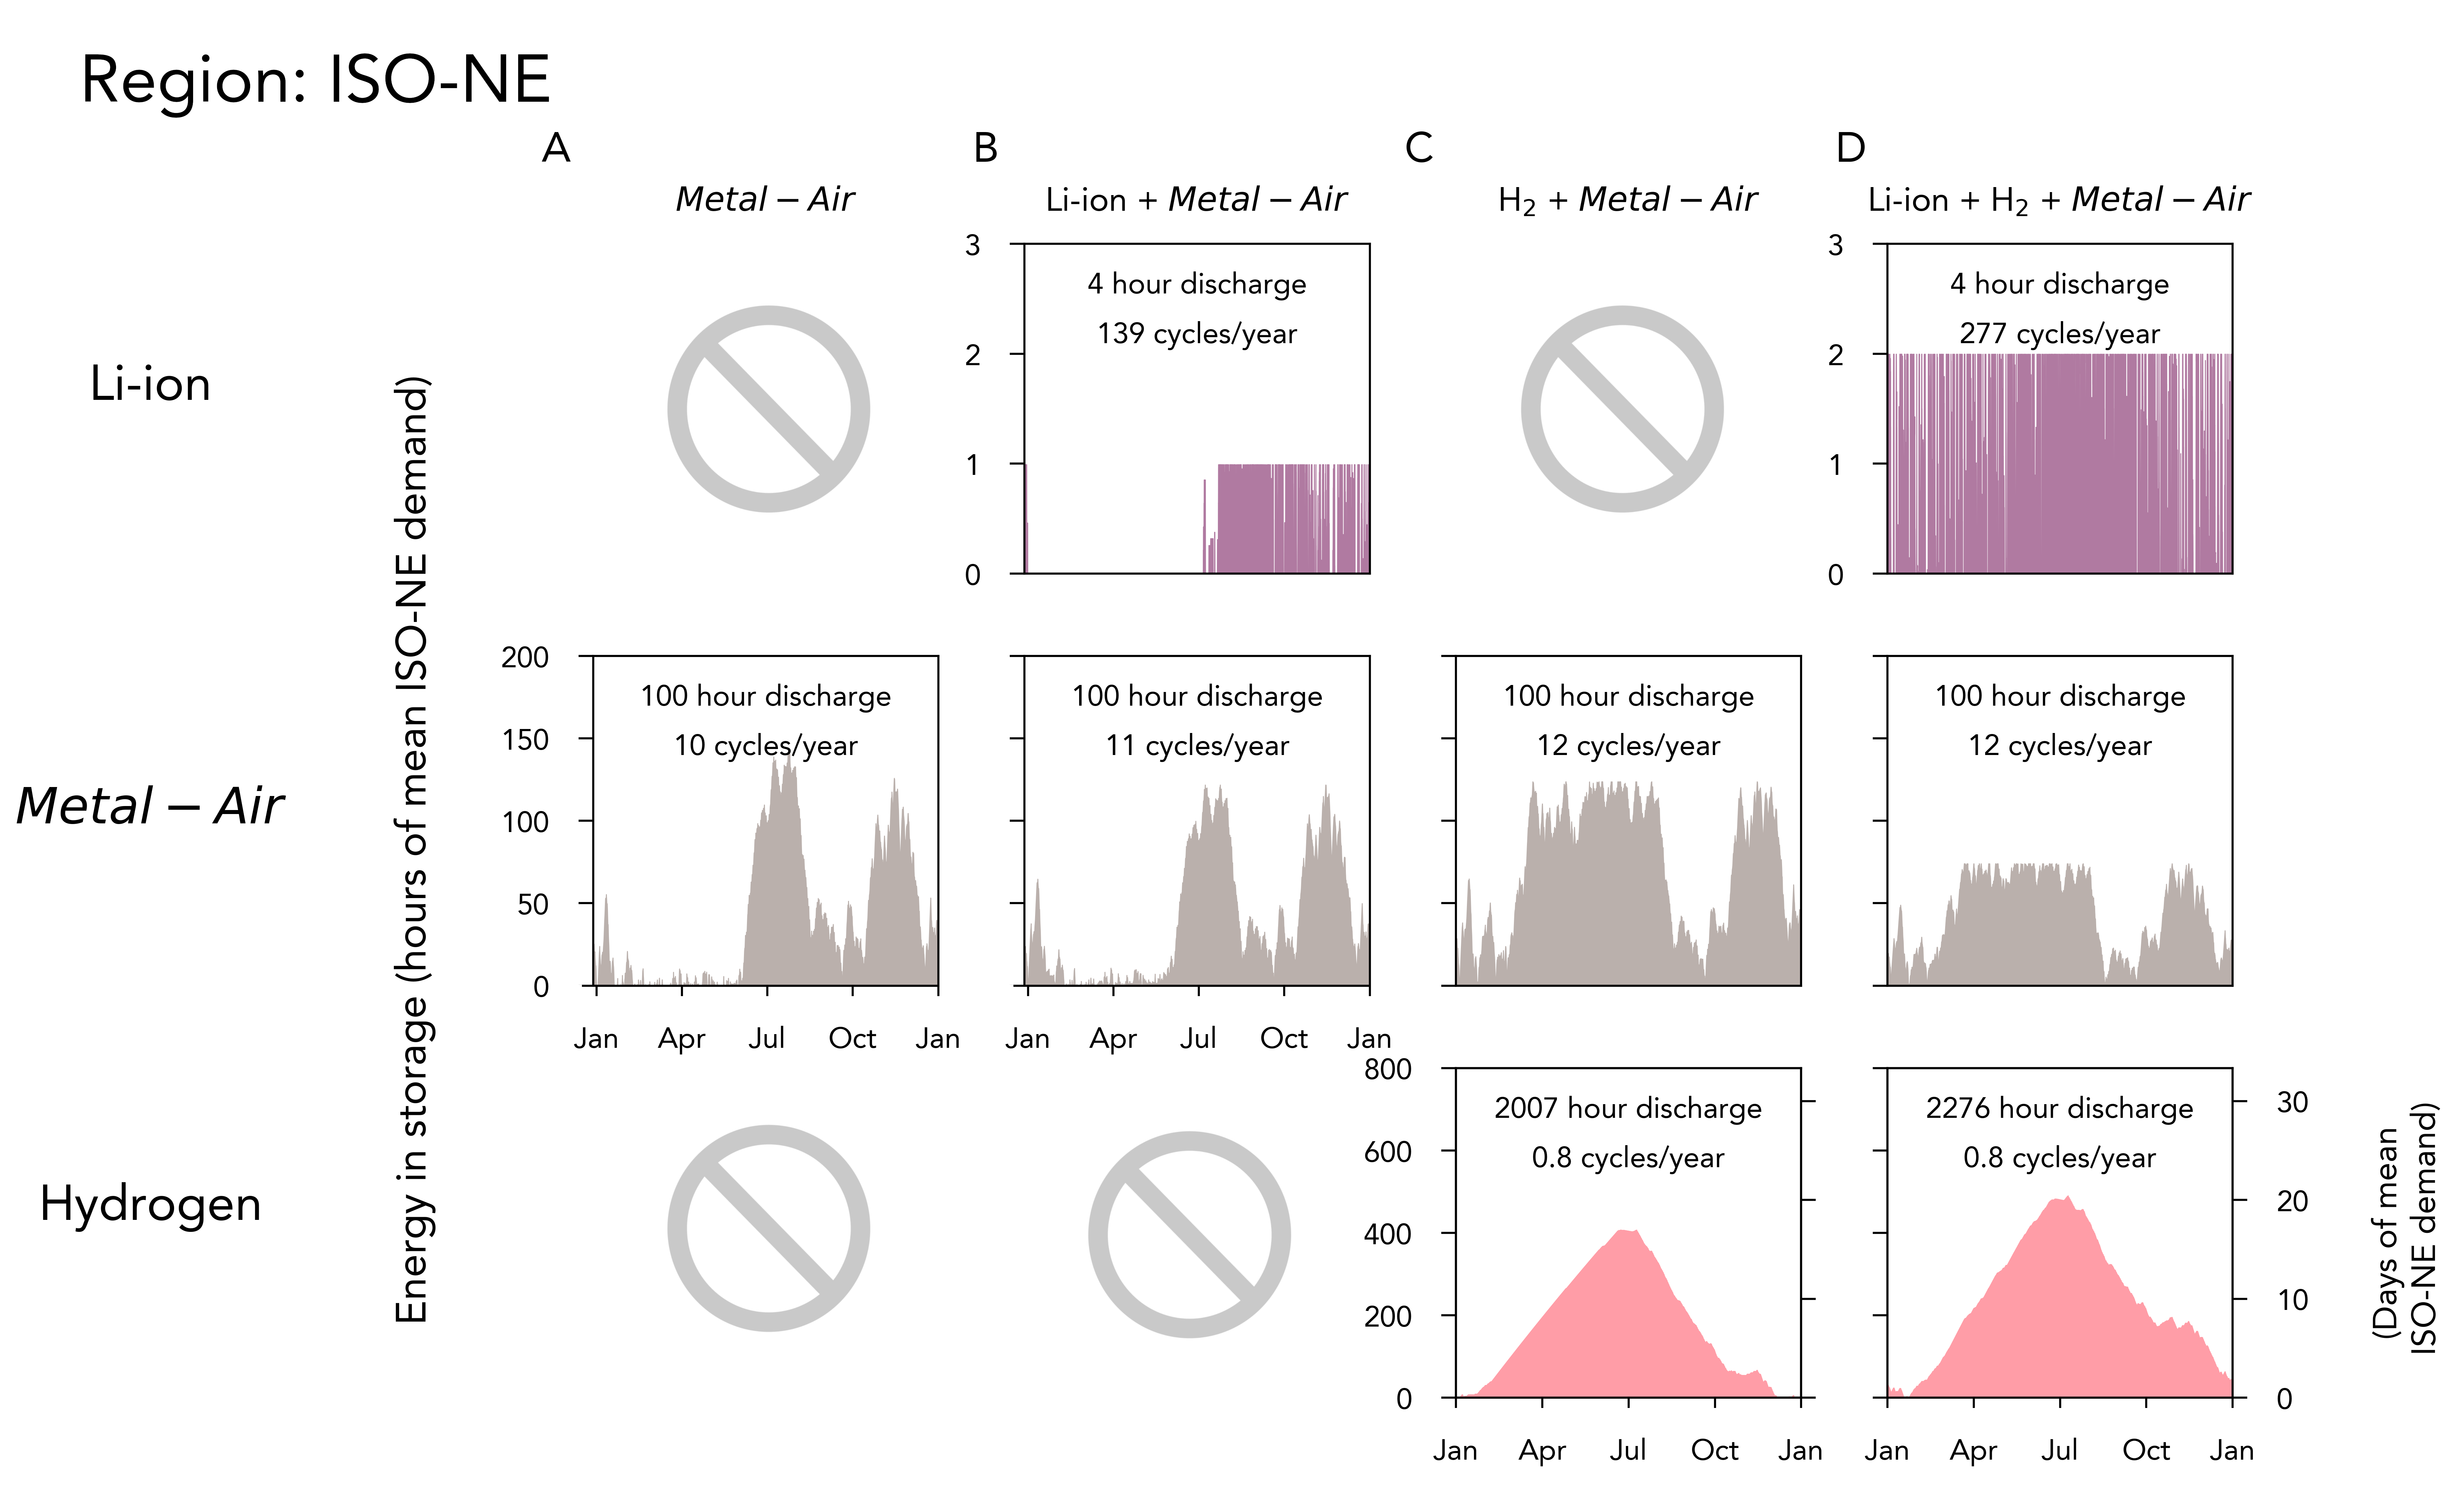 Region: ISO-NE
A
B
C
D
Metal – Air
Li-ion + Metal – Air
H₂ + Metal – Air
Li-ion + H₂ + Metal – Air
Li-ion
Metal – Air
Hydrogen
Energy in storage (hours of mean ISO-NE demand)
3
2
1
0
4 hour discharge
139 cycles/year
3
2
1
0
4 hour discharge
277 cycles/year
200
150
100
50
0
100 hour discharge
10 cycles/year
Jan Apr Jul Oct Jan
100 hour discharge
11 cycles/year
Jan Apr Jul Oct Jan
100 hour discharge
12 cycles/year
100 hour discharge
12 cycles/year
800
600
400
200
0
2007 hour discharge
0.8 cycles/year
Jan Apr Jul Oct Jan
2276 hour discharge
0.8 cycles/year
Jan Apr Jul Oct Jan
30
20
10
0
(Days of mean
ISO-NE demand)